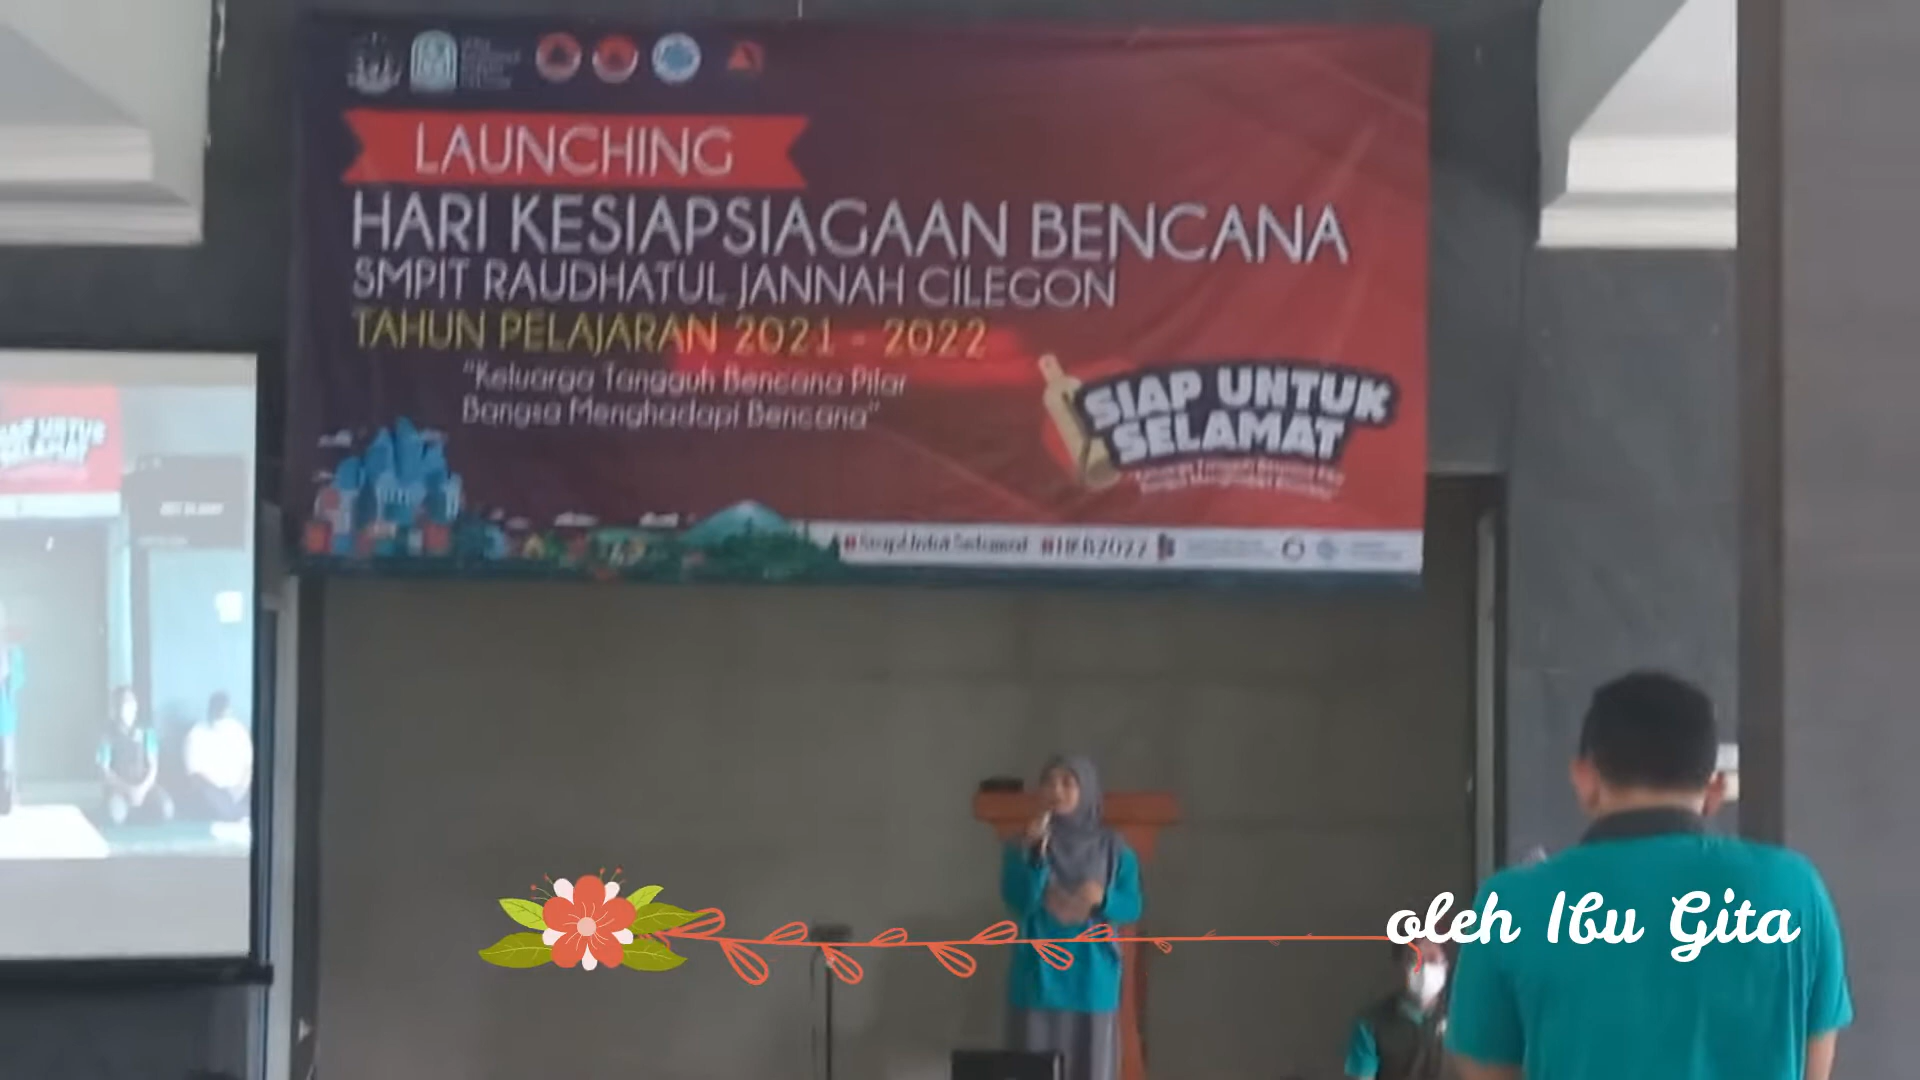 LAUNCHING
HARI KESIAPSIAGAAN BENCANA
SMPIT RAUDHATUL JANNAH CILEGON
TAHUN PELAJARAN 2021 - 2022
"Keluarga Tangguh Bencana Pilar
Bangsa Menghadapi Bencana"
SIAP UNTUK
SELAMAT
#SiapUntukSelamat #HKB2022
oleh Ibu Gita